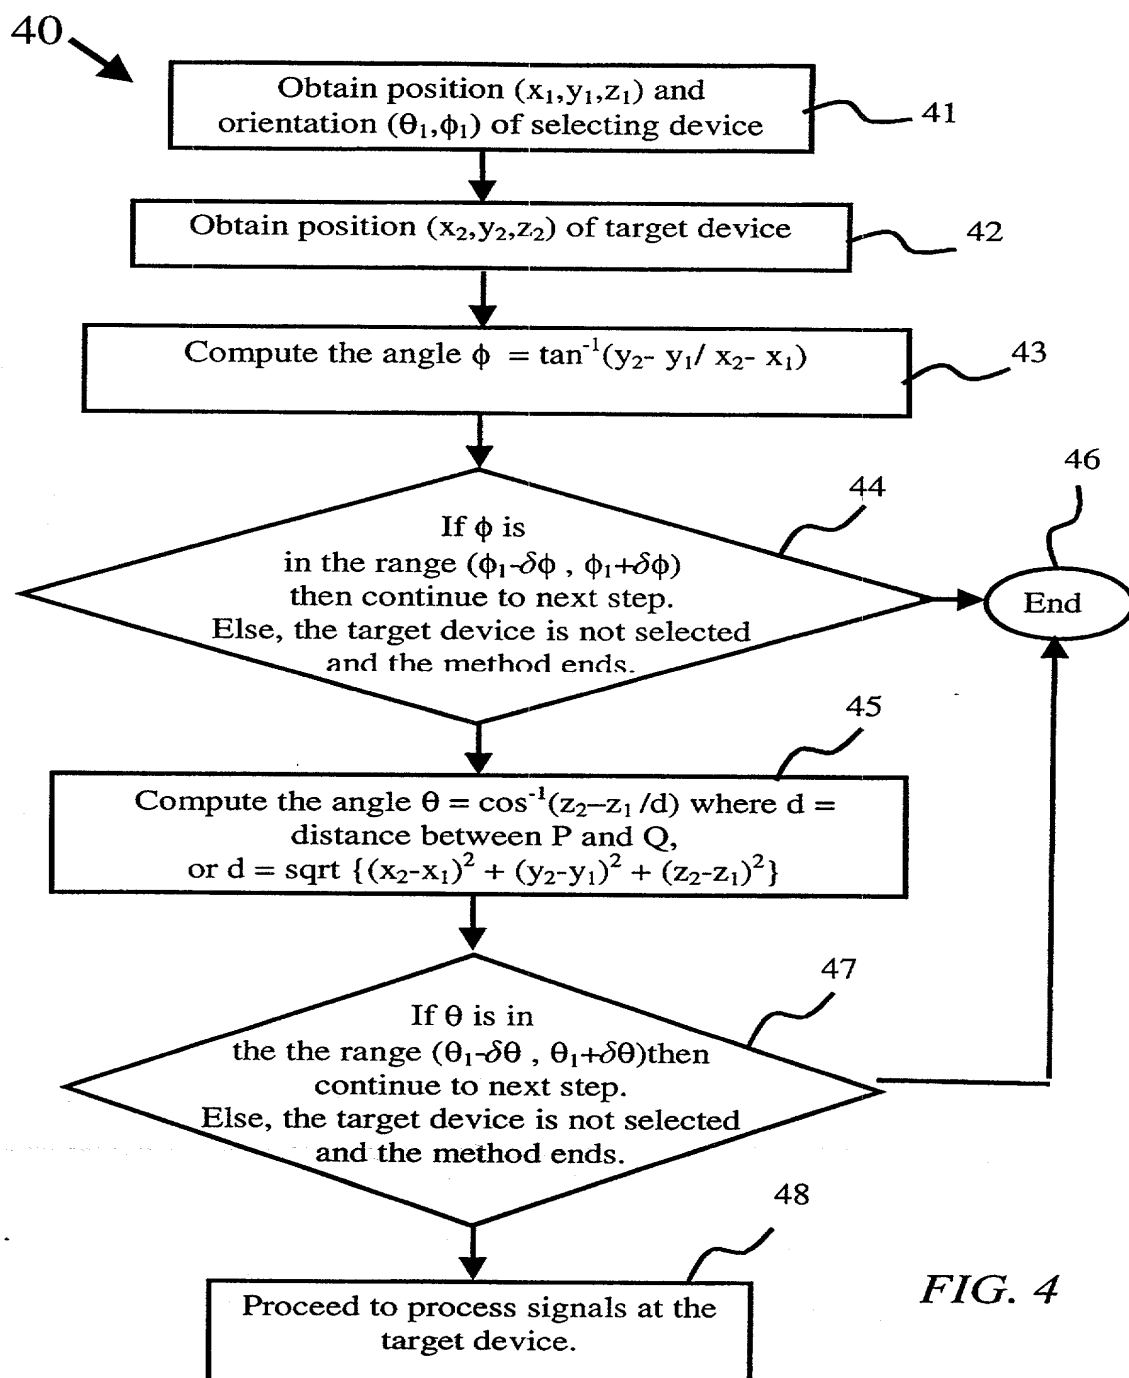 40
Obtain position (x₁,y₁,z₁) and
orientation (θ₁,ϕ₁) of selecting device
41
Obtain position (x₂,y₂,z₂) of target device
42
Compute the angle ϕ = tan⁻¹(y₂- y₁/ x₂- x₁)
43
If ϕ is
in the range (ϕ₁-δϕ , ϕ₁+δϕ)
then continue to next step.
Else, the target device is not selected
and the method ends.
44
46
End
45
Compute the angle θ = cos⁻¹(z₂–z₁ /d) where d =
distance between P and Q,
or d = sqrt {(x₂-x₁)² + (y₂-y₁)² + (z₂-z₁)²}
47
If θ is in
the the range (θ₁-δθ , θ₁+δθ)then
continue to next step.
Else, the target device is not selected
and the method ends.
48
Proceed to process signals at the
target device.
FIG. 4